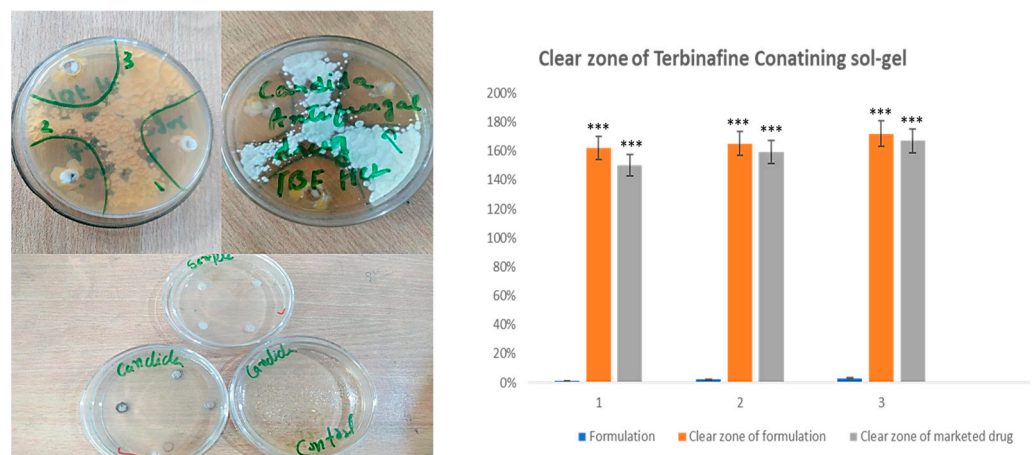 3
2
1
Candida
Antifungal
drug
TBF HCl
Sample
Candida
Candida
Control
Clear zone of Terbinafine Conatining sol-gel
200%
180%
160%
140%
120%
100%
80%
60%
40%
20%
0%
*** *** *** *** *** ***
1 2 3
Formulation Clear zone of formulation Clear zone of marketed drug